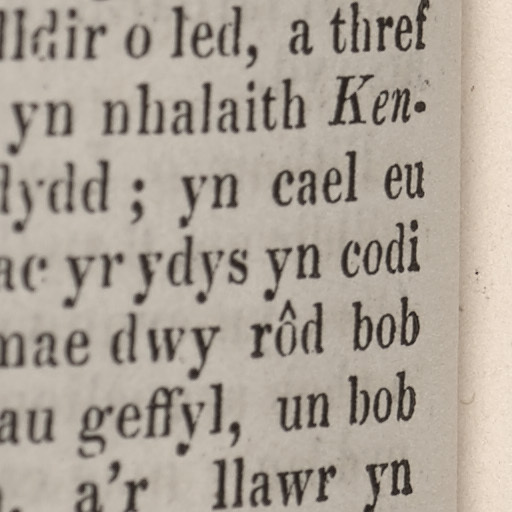 lldir o led, a thref
yn nhalaith Ken-
lydd ; yn cael eu
ac yr ydys yn codi
mae dwy rôd bob
au geffyl, un bob
a'r llawr yn